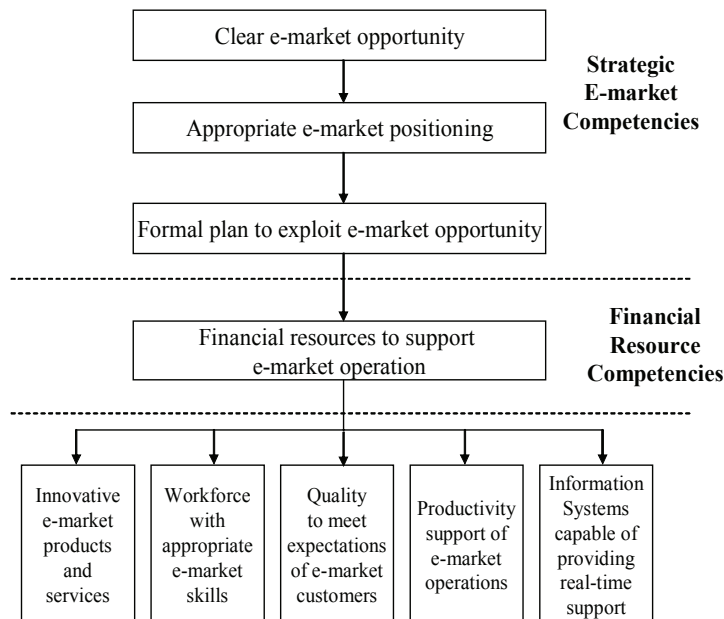 Clear e-market opportunity
Strategic
E-market
Competencies
Appropriate e-market positioning
Formal plan to exploit e-market opportunity
Financial resources to support
e-market operation
Financial
Resource
Competencies
Innovative
e-market
products
and
services
Workforce
with
appropriate
e-market
skills
Quality
to meet
expectations
of e-market
customers
Productivity
support of
e-market
operations
Information
Systems
capable of
providing
real-time
support